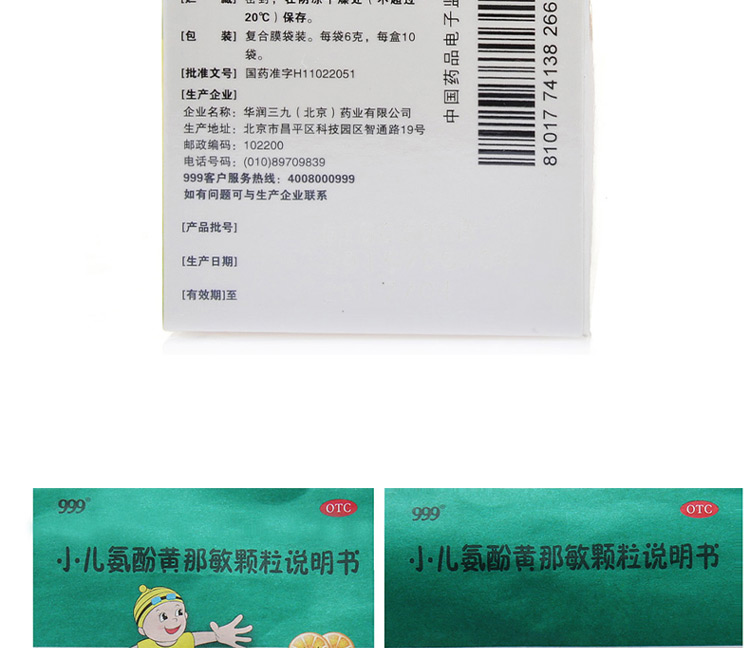 20℃）保存。
[包　装] 复合膜袋装。每袋6克，每盒10
袋。
[批准文号] 国药准字H11022051
[生产企业]
企业名称：华润三九（北京）药业有限公司
生产地址：北京市昌平区科技园区智通路19号
邮政编码：102200
电话号码：(010)89709839
999客户服务热线：4008000999
如有问题可与生产企业联系
[产品批号]
[生产日期]
[有效期]至
中国药品电子监
81017 74138 266
999®
OTC
小儿氨酚黄那敏颗粒说明书
999®
OTC
小儿氨酚黄那敏颗粒说明书